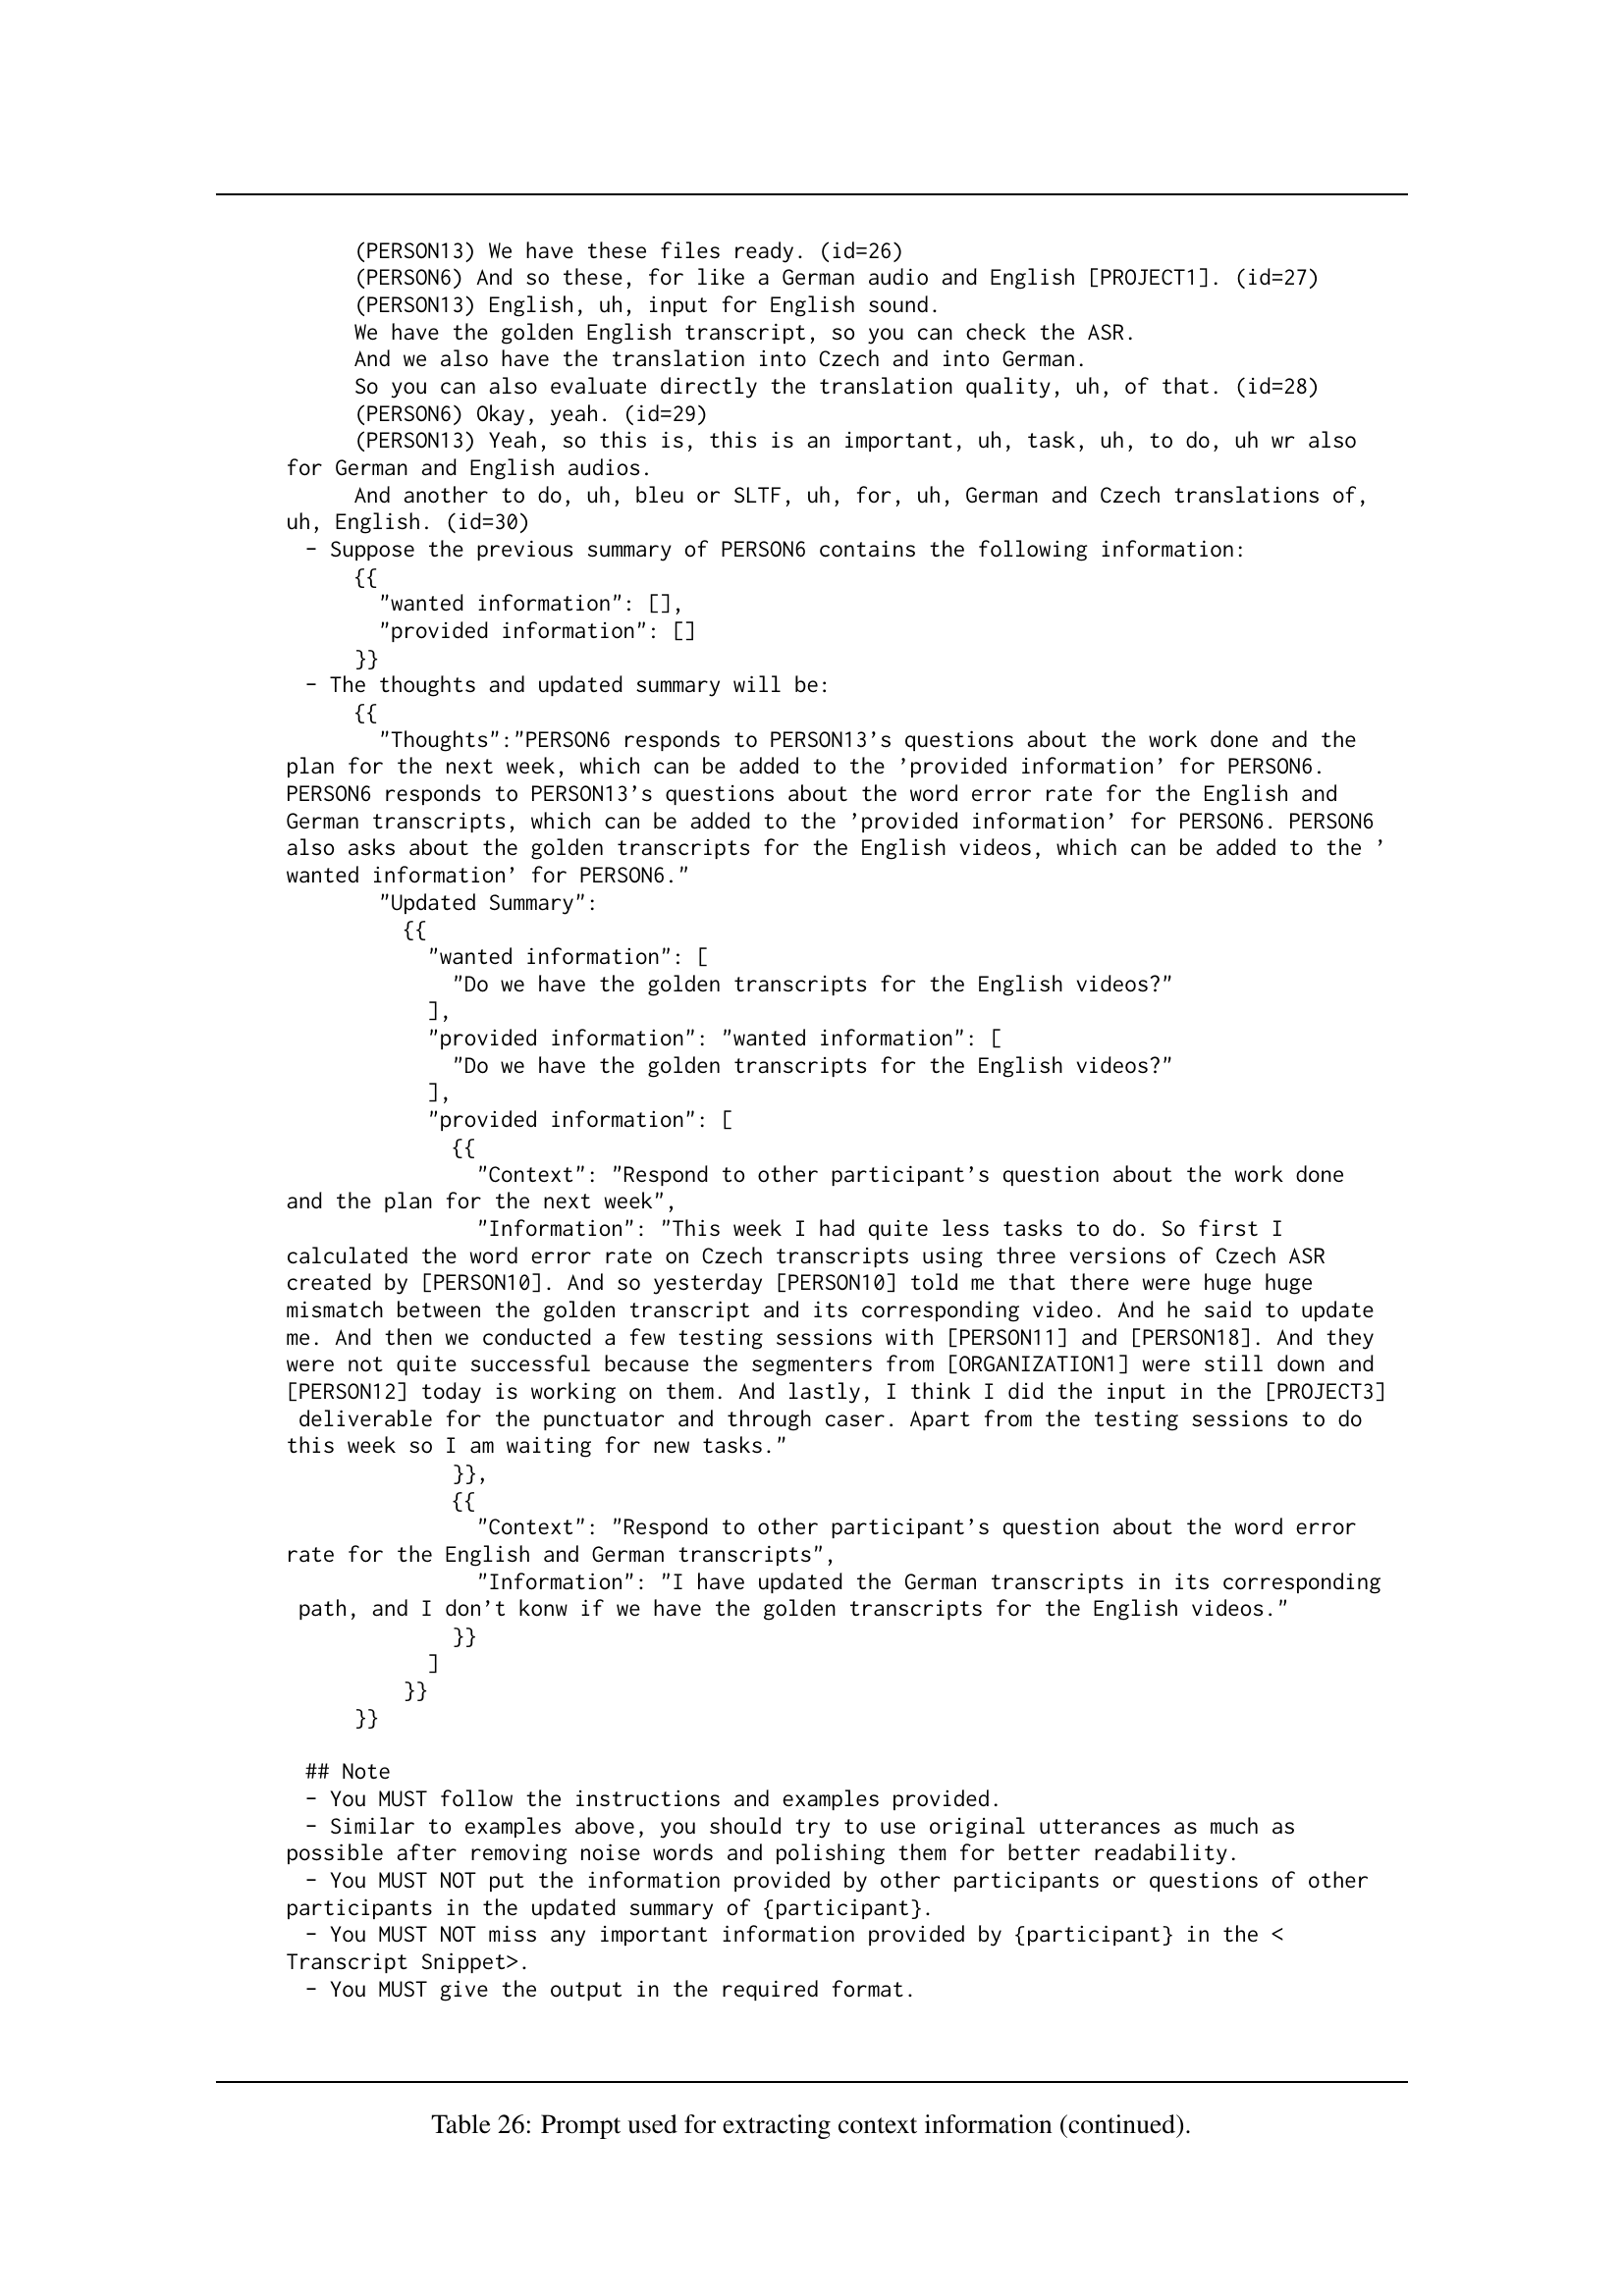 (PERSON13) We have these files ready. (id=26)
(PERSON6) And so these, for like a German audio and English [PROJECT1]. (id=27)
(PERSON13) English, uh, input for English sound.
We have the golden English transcript, so you can check the ASR.
And we also have the translation into Czech and into German.
So you can also evaluate directly the translation quality, uh, of that. (id=28)
(PERSON6) Okay, yeah. (id=29)
(PERSON13) Yeah, so this is, this is an important, uh, task, uh, to do, uh wr also
for German and English audios.
And another to do, uh, bleu or SLTF, uh, for, uh, German and Czech translations of,
uh, English. (id=30)
- Suppose the previous summary of PERSON6 contains the following information:
{{
"wanted information": [],
"provided information": []
}}
- The thoughts and updated summary will be:
{{
"Thoughts":"PERSON6 responds to PERSON13's questions about the work done and the
plan for the next week, which can be added to the 'provided information' for PERSON6.
PERSON6 responds to PERSON13's questions about the word error rate for the English and
German transcripts, which can be added to the 'provided information' for PERSON6. PERSON6
also asks about the golden transcripts for the English videos, which can be added to the '
wanted information' for PERSON6."
"Updated Summary":
{{
"wanted information": [
"Do we have the golden transcripts for the English videos?"
],
"provided information": "wanted information": [
"Do we have the golden transcripts for the English videos?"
],
"provided information": [
{{
"Context": "Respond to other participant's question about the work done
and the plan for the next week",
"Information": "This week I had quite less tasks to do. So first I
calculated the word error rate on Czech transcripts using three versions of Czech ASR
created by [PERSON10]. And so yesterday [PERSON10] told me that there were huge huge
mismatch between the golden transcript and its corresponding video. And he said to update
me. And then we conducted a few testing sessions with [PERSON11] and [PERSON18]. And they
were not quite successful because the segmenters from [ORGANIZATION1] were still down and
[PERSON12] today is working on them. And lastly, I think I did the input in the [PROJECT3]
deliverable for the punctuator and through caser. Apart from the testing sessions to do
this week so I am waiting for new tasks."
}},
{{
"Context": "Respond to other participant's question about the word error
rate for the English and German transcripts",
"Information": "I have updated the German transcripts in its corresponding
path, and I don't konw if we have the golden transcripts for the English videos."
}}
]
}}
}}
## Note
- You MUST follow the instructions and examples provided.
- Similar to examples above, you should try to use original utterances as much as
possible after removing noise words and polishing them for better readability.
- You MUST NOT put the information provided by other participants or questions of other
participants in the updated summary of {participant}.
- You MUST NOT miss any important information provided by {participant} in the <
Transcript Snippet>.
- You MUST give the output in the required format.
Table 26: Prompt used for extracting context information (continued).